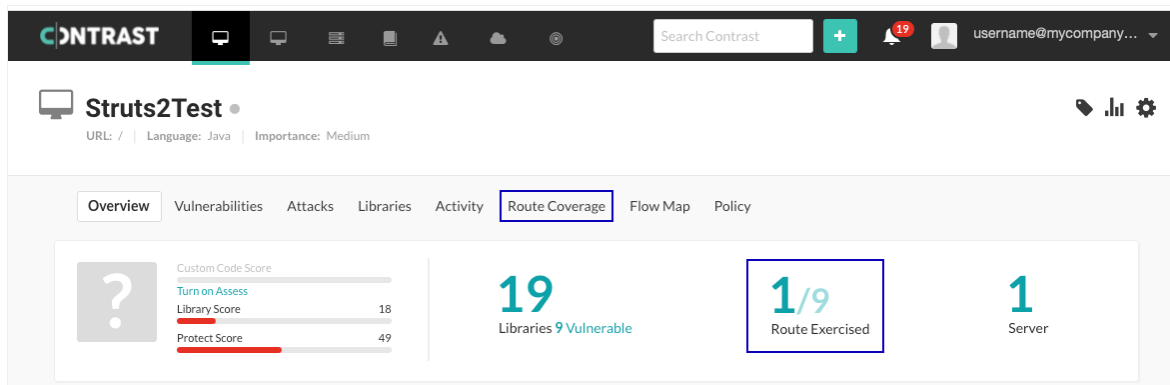 CONTRAST
Search Contrast
+
19
username@mycompany...
Struts2Test
URL: / | Language: Java | Importance: Medium
Overview Vulnerabilities Attacks Libraries Activity Route Coverage Flow Map Policy
?
Custom Code Score
Turn on Assess
Library Score 18
Protect Score 49
19
Libraries 9 Vulnerable
1/9
Route Exercised
1
Server